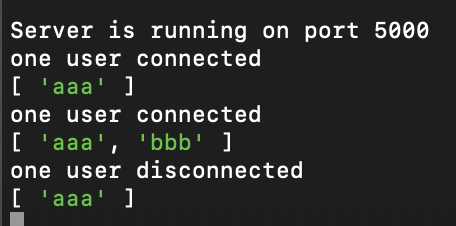 Server is running on port 5000
one user connected
[ 'aaa' ]
one user connected
[ 'aaa', 'bbb' ]
one user disconnected
[ 'aaa' ]